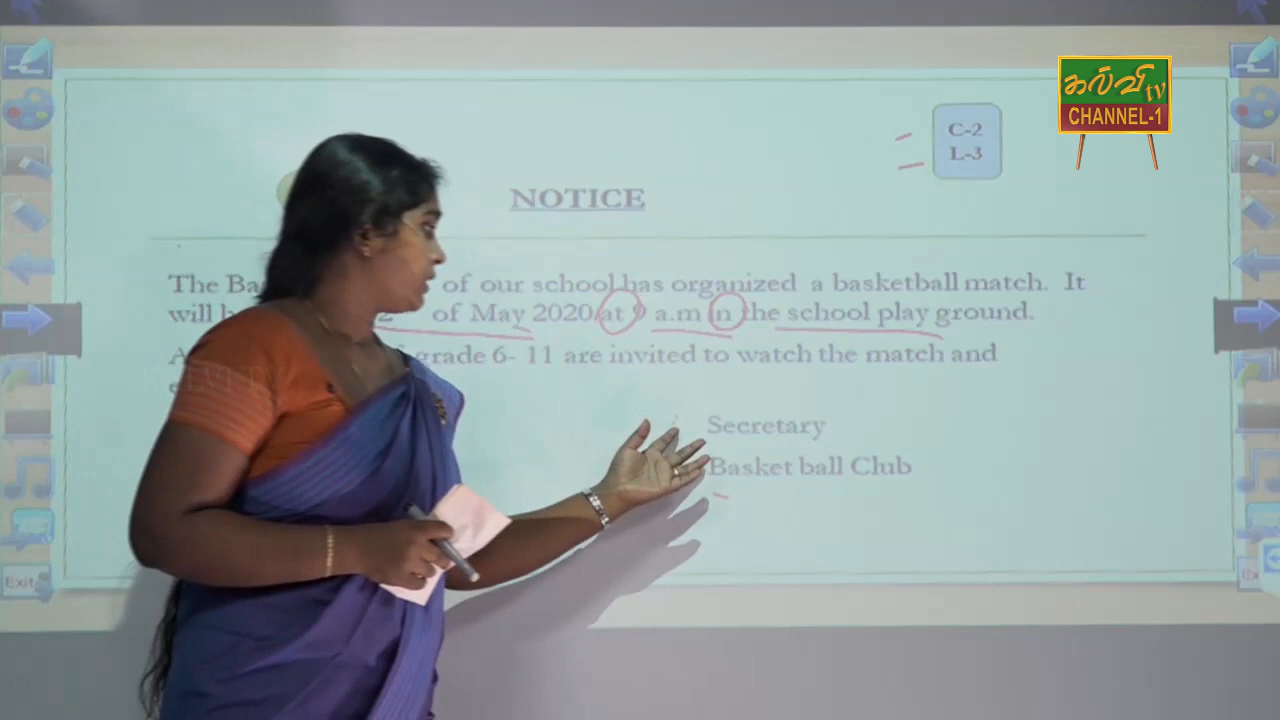 கல்வி tv
CHANNEL-1
C-2
L-3
NOTICE
The of our school has organized a basketball match. It
will of May 2020 at 9 a.m in the school play ground.
grade 6- 11 are invited to watch the match and
Secretary
Basket ball Club
Exit